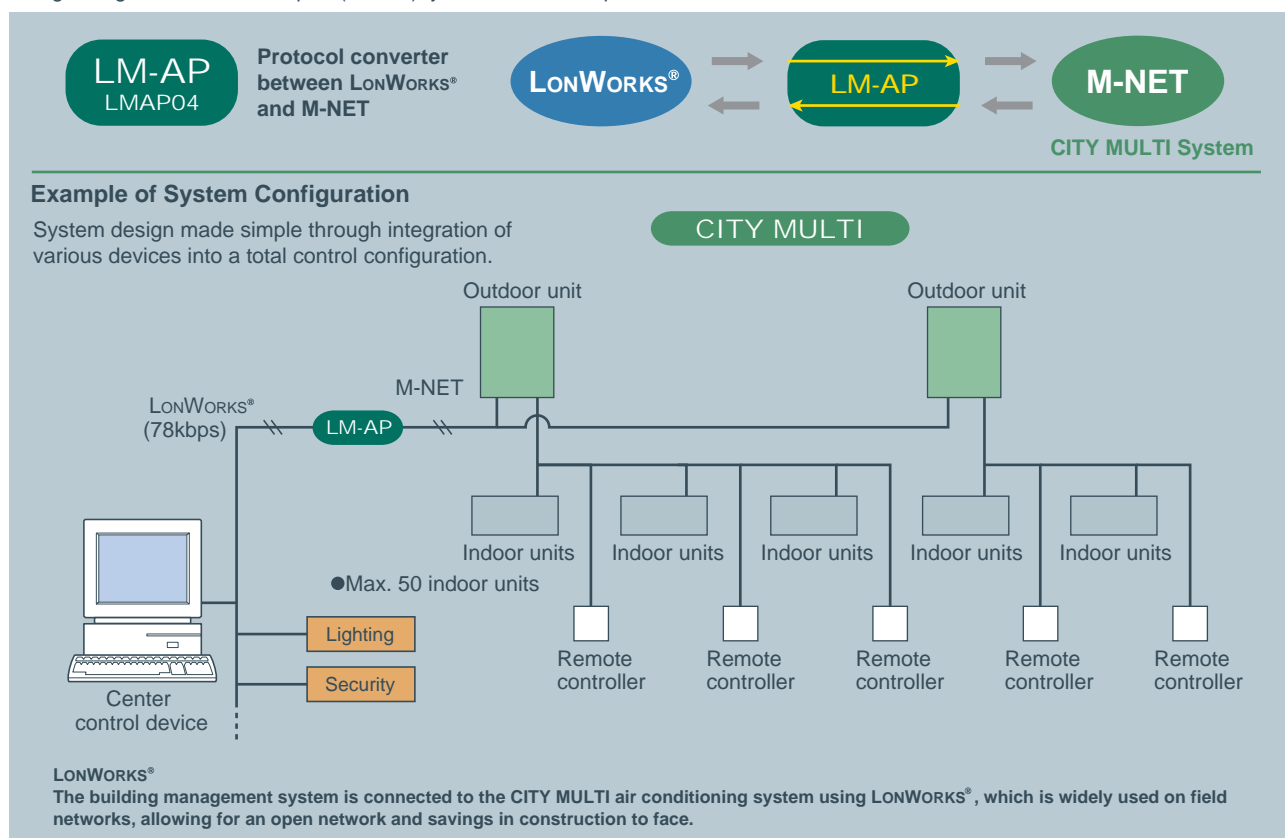 LM-AP
LMAP04
Protocol converter
between LONWORKS®
and M-NET
LONWORKS®
LM-AP
M-NET
CITY MULTI System
Example of System Configuration
System design made simple through integration of
various devices into a total control configuration.
CITY MULTI
Outdoor unit
Outdoor unit
M-NET
LONWORKS®
(78kbps)
LM-AP
Indoor units
Indoor units
Indoor units
Indoor units
Indoor units
●Max. 50 indoor units
Lighting
Security
Center
control device
Remote
controller
Remote
controller
Remote
controller
Remote
controller
Remote
controller
LONWORKS®
The building management system is connected to the CITY MULTI air conditioning system using LONWORKS®, which is widely used on field
networks, allowing for an open network and savings in construction to face.